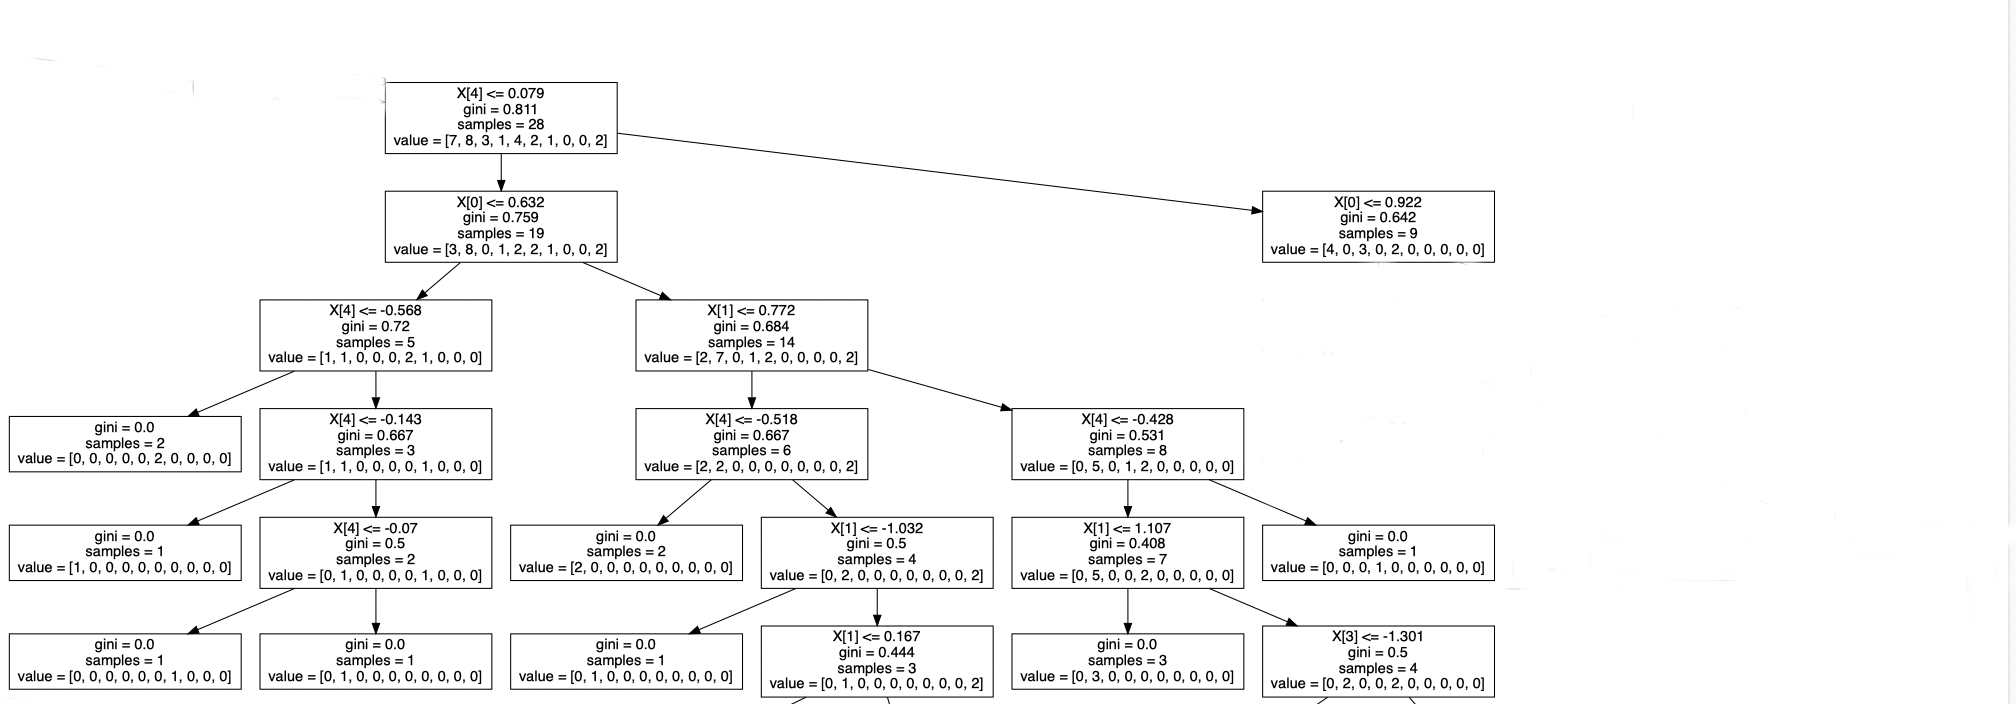 X[4] <= 0.079
gini = 0.811
samples = 28
value = [7, 8, 3, 1, 4, 2, 1, 0, 0, 2]
X[0] <= 0.632
gini = 0.759
samples = 19
value = [3, 8, 0, 1, 2, 2, 1, 0, 0, 2]
X[0] <= 0.922
gini = 0.642
samples = 9
value = [4, 0, 3, 0, 2, 0, 0, 0, 0, 0]
X[4] <= -0.568
gini = 0.72
samples = 5
value = [1, 1, 0, 0, 0, 2, 1, 0, 0, 0]
X[1] <= 0.772
gini = 0.684
samples = 14
value = [2, 7, 0, 1, 2, 0, 0, 0, 0, 2]
gini = 0.0
samples = 2
value = [0, 0, 0, 0, 0, 2, 0, 0, 0, 0]
X[4] <= -0.143
gini = 0.667
samples = 3
value = [1, 1, 0, 0, 0, 0, 1, 0, 0, 0]
X[4] <= -0.518
gini = 0.667
samples = 6
value = [2, 2, 0, 0, 0, 0, 0, 0, 0, 2]
X[4] <= -0.428
gini = 0.531
samples = 8
value = [0, 5, 0, 1, 2, 0, 0, 0, 0, 0]
gini = 0.0
samples = 1
value = [1, 0, 0, 0, 0, 0, 0, 0, 0, 0]
X[4] <= -0.07
gini = 0.5
samples = 2
value = [0, 1, 0, 0, 0, 0, 1, 0, 0, 0]
gini = 0.0
samples = 2
value = [2, 0, 0, 0, 0, 0, 0, 0, 0, 0]
X[1] <= -1.032
gini = 0.5
samples = 4
value = [0, 2, 0, 0, 0, 0, 0, 0, 0, 2]
X[1] <= 1.107
gini = 0.408
samples = 7
value = [0, 5, 0, 0, 2, 0, 0, 0, 0, 0]
gini = 0.0
samples = 1
value = [0, 0, 0, 1, 0, 0, 0, 0, 0, 0]
gini = 0.0
samples = 1
value = [0, 0, 0, 0, 0, 0, 1, 0, 0, 0]
gini = 0.0
samples = 1
value = [0, 1, 0, 0, 0, 0, 0, 0, 0, 0]
gini = 0.0
samples = 1
value = [0, 1, 0, 0, 0, 0, 0, 0, 0, 0]
X[1] <= 0.167
gini = 0.444
samples = 3
value = [0, 1, 0, 0, 0, 0, 0, 0, 0, 2]
gini = 0.0
samples = 3
value = [0, 3, 0, 0, 0, 0, 0, 0, 0, 0]
X[3] <= -1.301
gini = 0.5
samples = 4
value = [0, 2, 0, 0, 2, 0, 0, 0, 0, 0]